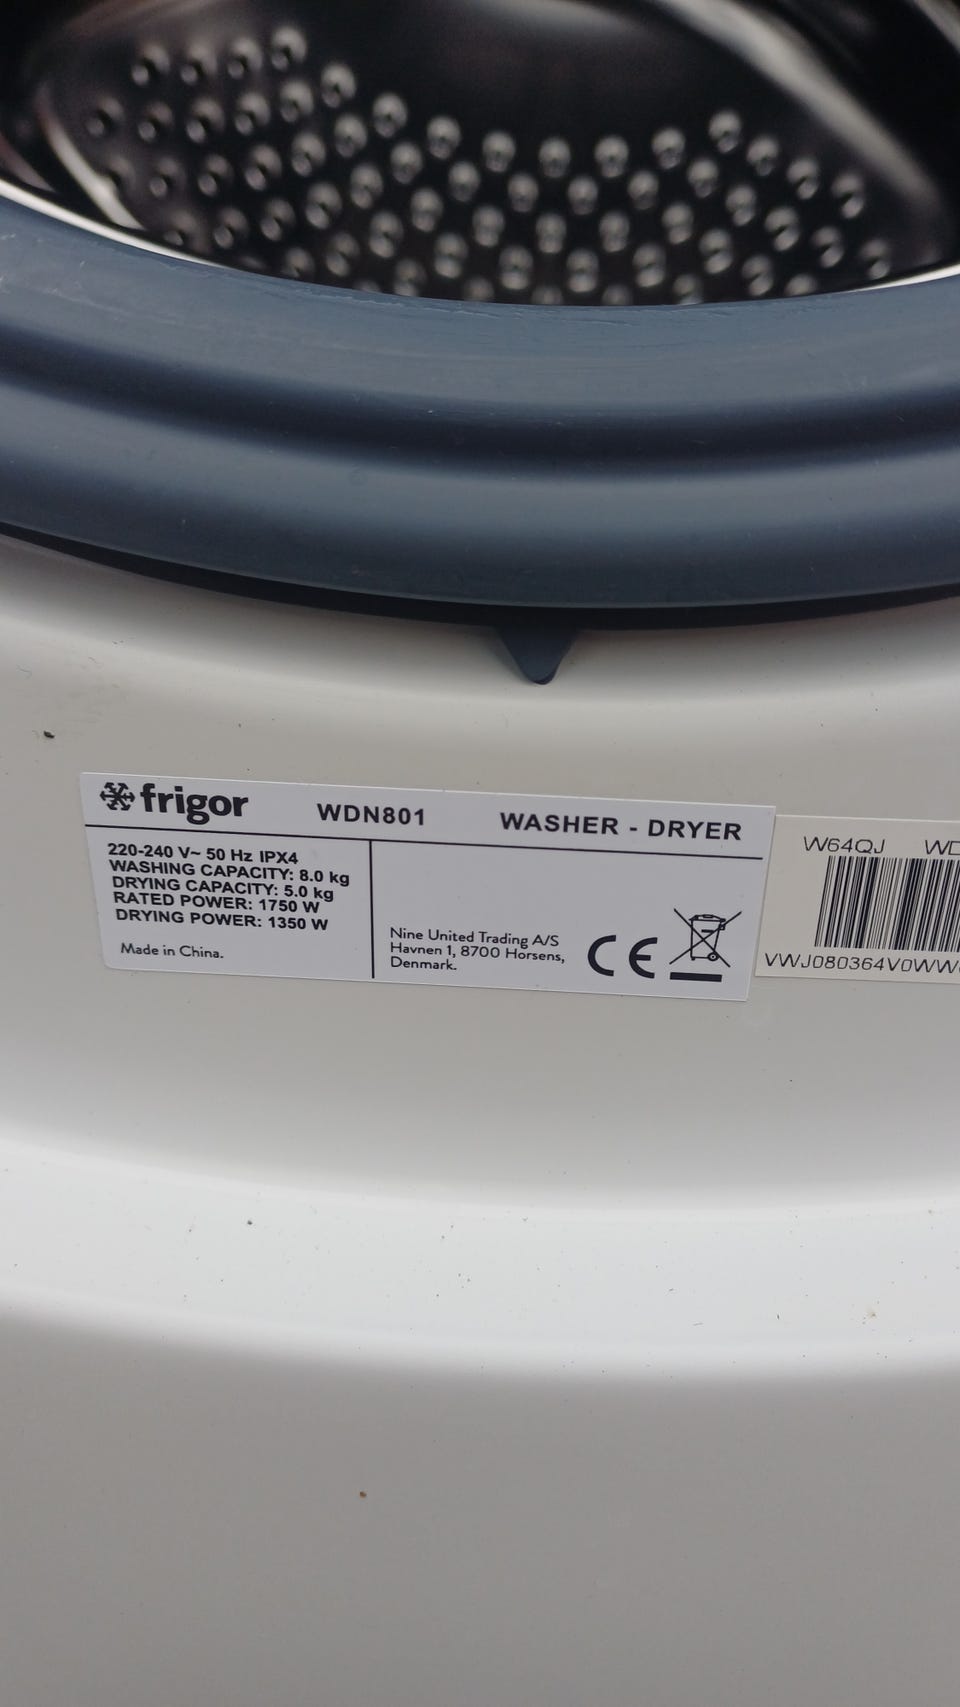 frigor WDN801 WASHER - DRYER
220-240 V~ 50 Hz IPX4
WASHING CAPACITY: 8.0 kg
DRYING CAPACITY: 5.0 kg
RATED POWER: 1750 W
DRYING POWER: 1350 W
Made in China.
Nine United Trading A/S
Havnen 1, 8700 Horsens,
Denmark.
CE
W64QJ